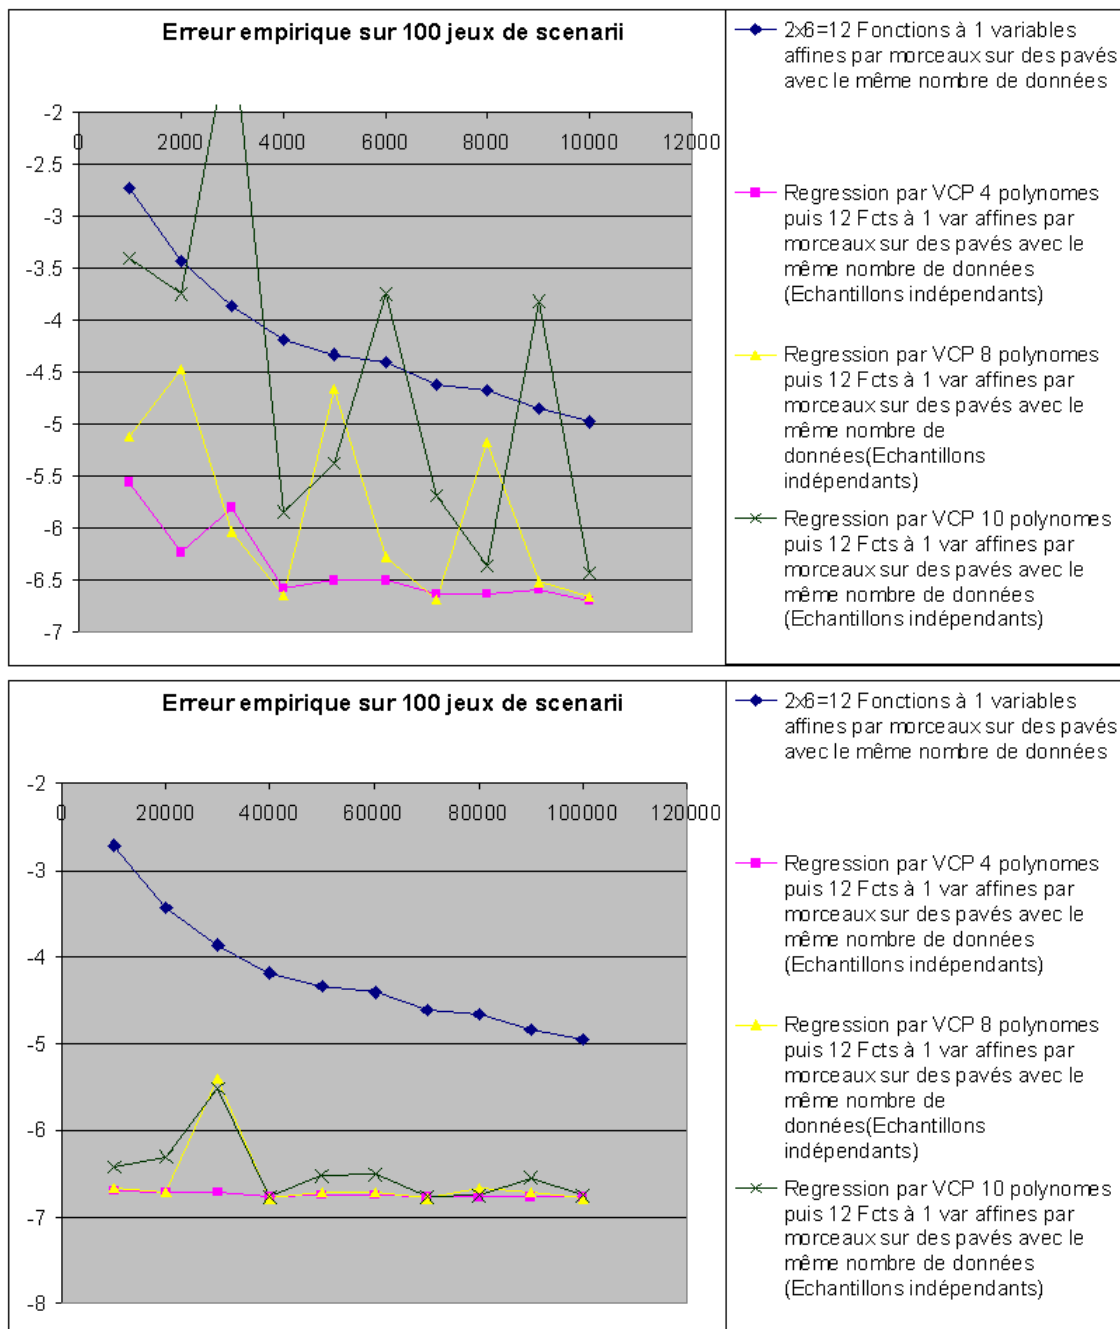 Erreur empirique sur 100 jeux de scenarii
-2
-2.5
-3
-3.5
-4
-4.5
-5
-5.5
-6
-6.5
-7
0 2000 4000 6000 8000 10000 12000
2x6=12 Fonctions à 1 variables
affines par morceaux sur des pavés
avec le même nombre de données
Regression par VCP 4 polynomes
puis 12 Fcts à 1 var affines par
morceaux sur des pavés avec le
même nombre de données
(Echantillons indépendants)
Regression par VCP 8 polynomes
puis 12 Fcts à 1 var affines par
morceaux sur des pavés avec le
même nombre de
données(Echantillons
indépendants)
Regression par VCP 10 polynomes
puis 12 Fcts à 1 var affines par
morceaux sur des pavés avec le
même nombre de données
(Echantillons indépendants)
Erreur empirique sur 100 jeux de scenarii
-2
-3
-4
-5
-6
-7
-8
0 20000 40000 60000 80000 100000 120000
2x6=12 Fonctions à 1 variables
affines par morceaux sur des pavés
avec le même nombre de données
Regression par VCP 4 polynomes
puis 12 Fcts à 1 var affines par
morceaux sur des pavés avec le
même nombre de données
(Echantillons indépendants)
Regression par VCP 8 polynomes
puis 12 Fcts à 1 var affines par
morceaux sur des pavés avec le
même nombre de
données(Echantillons
indépendants)
Regression par VCP 10 polynomes
puis 12 Fcts à 1 var affines par
morceaux sur des pavés avec le
même nombre de données
(Echantillons indépendants)